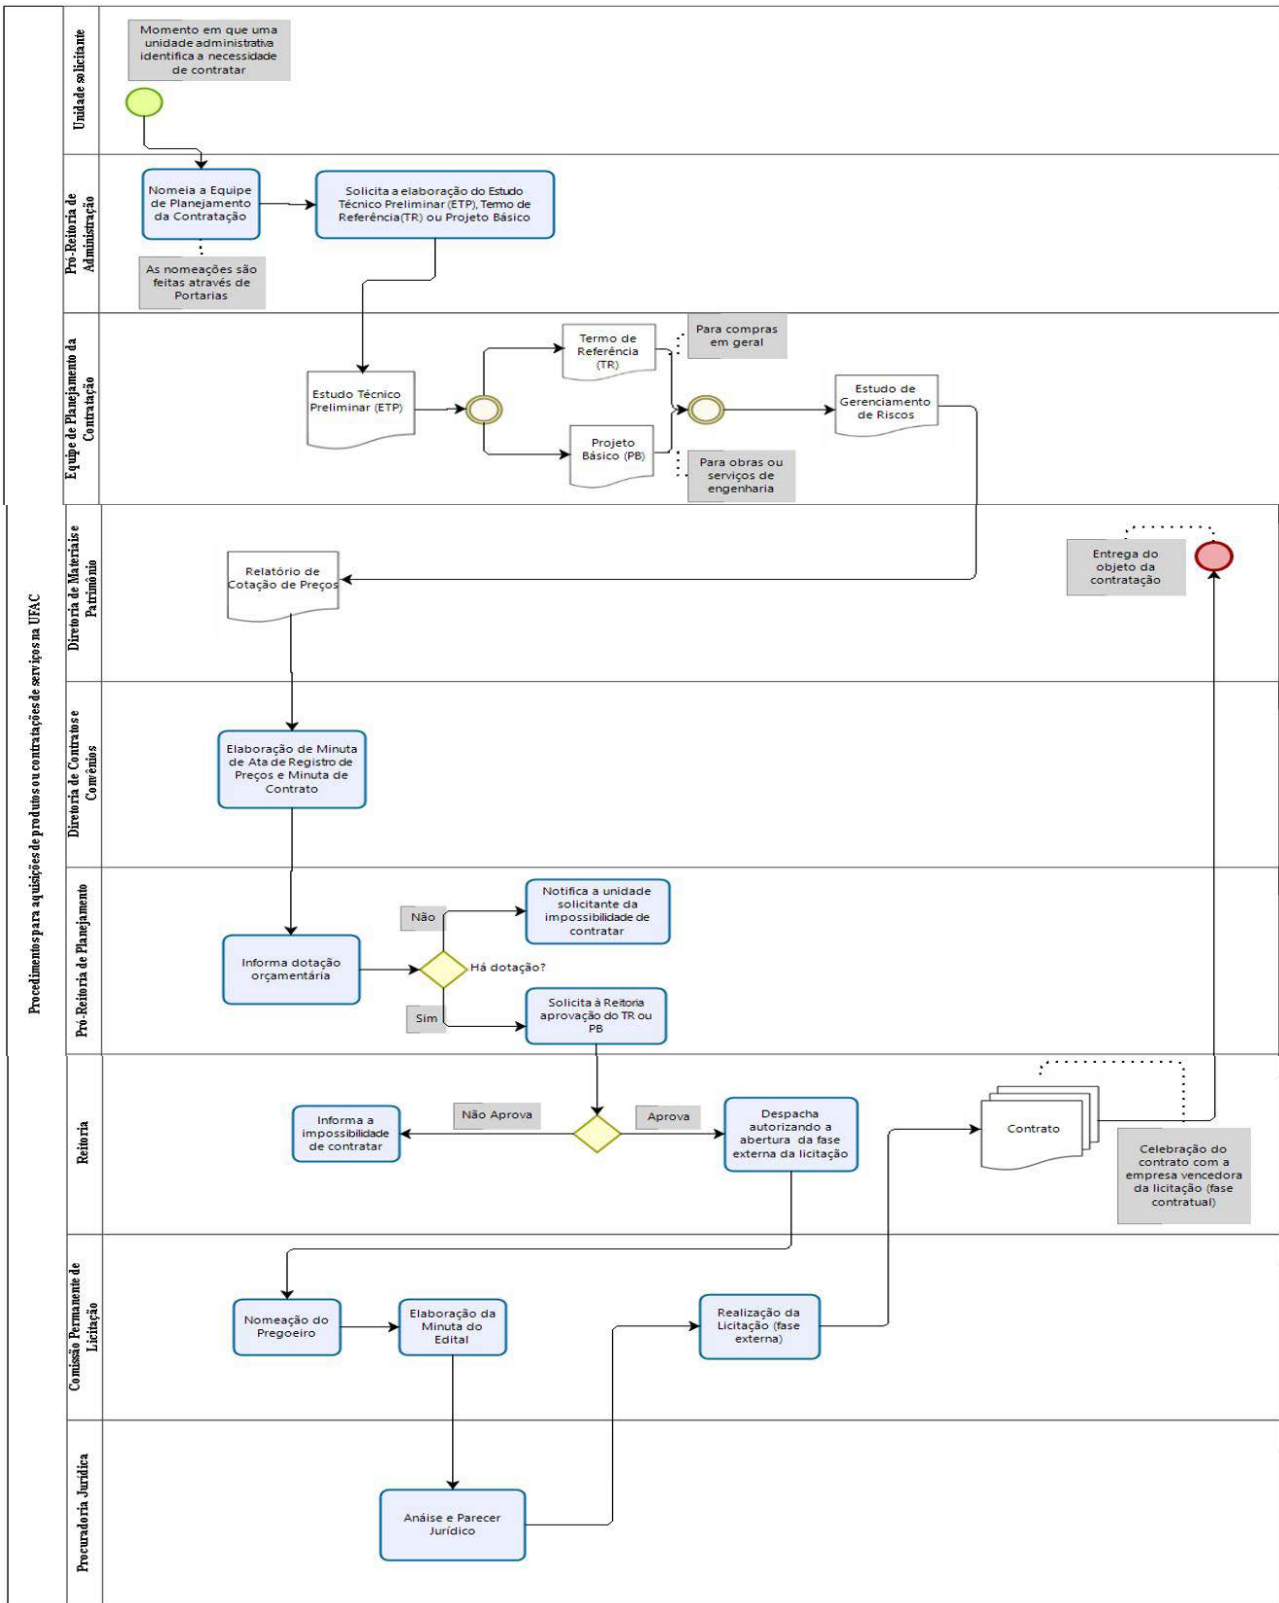 Procedimentos para aquisições de produtos ou contratações de serviços na UFAC
Unidade solicitante
Momento em que uma
unidade administrativa
identifica a necessidade
de contratar
Pró-Reitoria de
Administração
Nomeia a Equipe
de Planejamento
da Contratação
Solicita a elaboração do Estudo
Técnico Preliminar (ETP), Temo de
Referência(TR) ou Projeto Básico
As nomeações são
feitas através de
Portarias
Equipe de Planejamento da
Contratação
Estudo Técnico
Preliminar (ETP)
Termo de
Referência
(TR)
Para compras
em geral
Projeto
Básico (PB)
Para obras ou
serviços de
engenharia
Estudo de
Gerenciamento
de Riscos
Diretoria de Materiais e
Patrimônio
Relatório de
Cotação de Preços
Entrega do
objeto da
contratação
Diretoria de Contratos e
Convênios
Elaboração de Minuta
de Ata de Registro de
Preços e Minuta de
Contrato
Pró-Reitoria de Planejamento
Informa dotação
orçamentária
Há dotação?
Não
Notifica a unidade
solicitante da
impossibilidade de
contratar
Sim
Solicita à Reitoria
aprovação do TR ou
PB
Reitoria
Informa a
impossibilidade
de contratar
Não Aprova
Aprova
Despacha
autorizando a
abertura da fase
externa da licitação
Contrato
Celebração do
contrato com a
empresa vencedora
da licitação (fase
contratual)
Comissão Permanente de
Licitação
Nomeação do
Pregoeiro
Elaboração da
Minuta do
Edital
Realização da
Licitação (fase
externa)
Procuradoria Jurídica
Anáise e Parecer
Jurídico